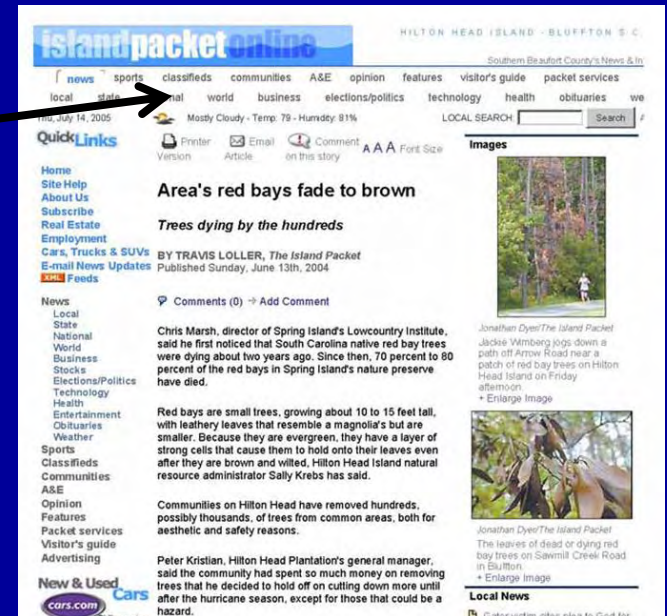 islandpacketonline
HILTON HEAD ISLAND - BLUFFTON S.C.
Southern Beaufort County's News & In
news sports classifieds communities A&E opinion features visitor's guide packet services
local state nal world business elections/politics technology health obituaries we
Thu, July 14, 2005
Mostly Cloudy - Temp: 79 - Humidity: 81%
LOCAL SEARCH: Search
QuickLinks
Home
Site Help
About Us
Subscribe
Real Estate
Employment
Cars, Trucks & SUVs
E-mail News Updates
XML Feeds
News
Local
State
National
World
Business
Stocks
Elections/Politics
Technology
Health
Entertainment
Obituaries
Weather
Sports
Classifieds
Communities
A&E
Opinion
Features
Packet services
Visitor's guide
Advertising
New & Used
Cars
cars.com
Printer Version
Email Article
Comment on this story
A A A Font Size
Area's red bays fade to brown
Trees dying by the hundreds
BY TRAVIS LOLLER, The Island Packet
Published Sunday, June 13th, 2004
Comments (0) → Add Comment
Chris Marsh, director of Spring Island's Lowcountry Institute,
said he first noticed that South Carolina native red bay trees
were dying about two years ago. Since then, 70 percent to 80
percent of the red bays in Spring Island's nature preserve
have died.
Red bays are small trees, growing about 10 to 15 feet tall,
with leathery leaves that resemble a magnolia's but are
smaller. Because they are evergreen, they have a layer of
strong cells that cause them to hold onto their leaves even
after they are brown and wilted, Hilton Head Island natural
resource administrator Sally Krebs has said.
Communities on Hilton Head have removed hundreds,
possibly thousands, of trees from common areas, both for
aesthetic and safety reasons.
Peter Kristian, Hilton Head Plantation's general manager,
said the community had spent so much money on removing
trees that he decided to hold off on cutting down more until
after the hurricane season, except for those that could be a
hazard.
Images
Jonathan Dyer/The Island Packet
Jackie Wimberg jogs down a
path off Arrow Road near a
patch of red bay trees on Hilton
Head Island on Friday
afternoon.
+ Enlarge Image
Jonathan Dyer/The Island Packet
The leaves of dead or dying red
bay trees on Sawmill Creek Road
in Bluffton.
+ Enlarge Image
Local News